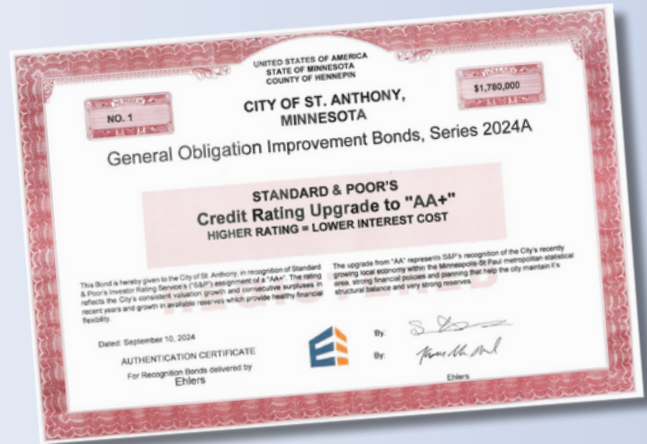 UNITED STATES OF AMERICA
STATE OF MINNESOTA
COUNTY OF HENNEPIN
NO. 1
$1,780,000
CITY OF ST. ANTHONY,
MINNESOTA
General Obligation Improvement Bonds, Series 2024A
STANDARD & POOR'S
Credit Rating Upgrade to "AA+"
HIGHER RATING = LOWER INTEREST COST
This Bond is hereby given to the City of St. Anthony, in recognition of Standard
& Poor's Investor Rating Service's ("S&P") assignment of a "AA+". The rating
reflects the City's consistent valuation growth and consecutive surpluses in
recent years and growth in available reserves which provide healthy financial
flexibility.
The upgrade from "AA" represents S&P's recognition of the City's recently
growing local economy within the Minneapolis-St Paul metropolitan statistical
area, strong financial policies and planning that help the city maintain it's
structural balance and very strong reserves.
REGISTERED
Dated: September 10, 2024
AUTHENTICATION CERTIFICATE
For Recognition Bonds delivered by
Ehlers
By:
By:
Ehlers